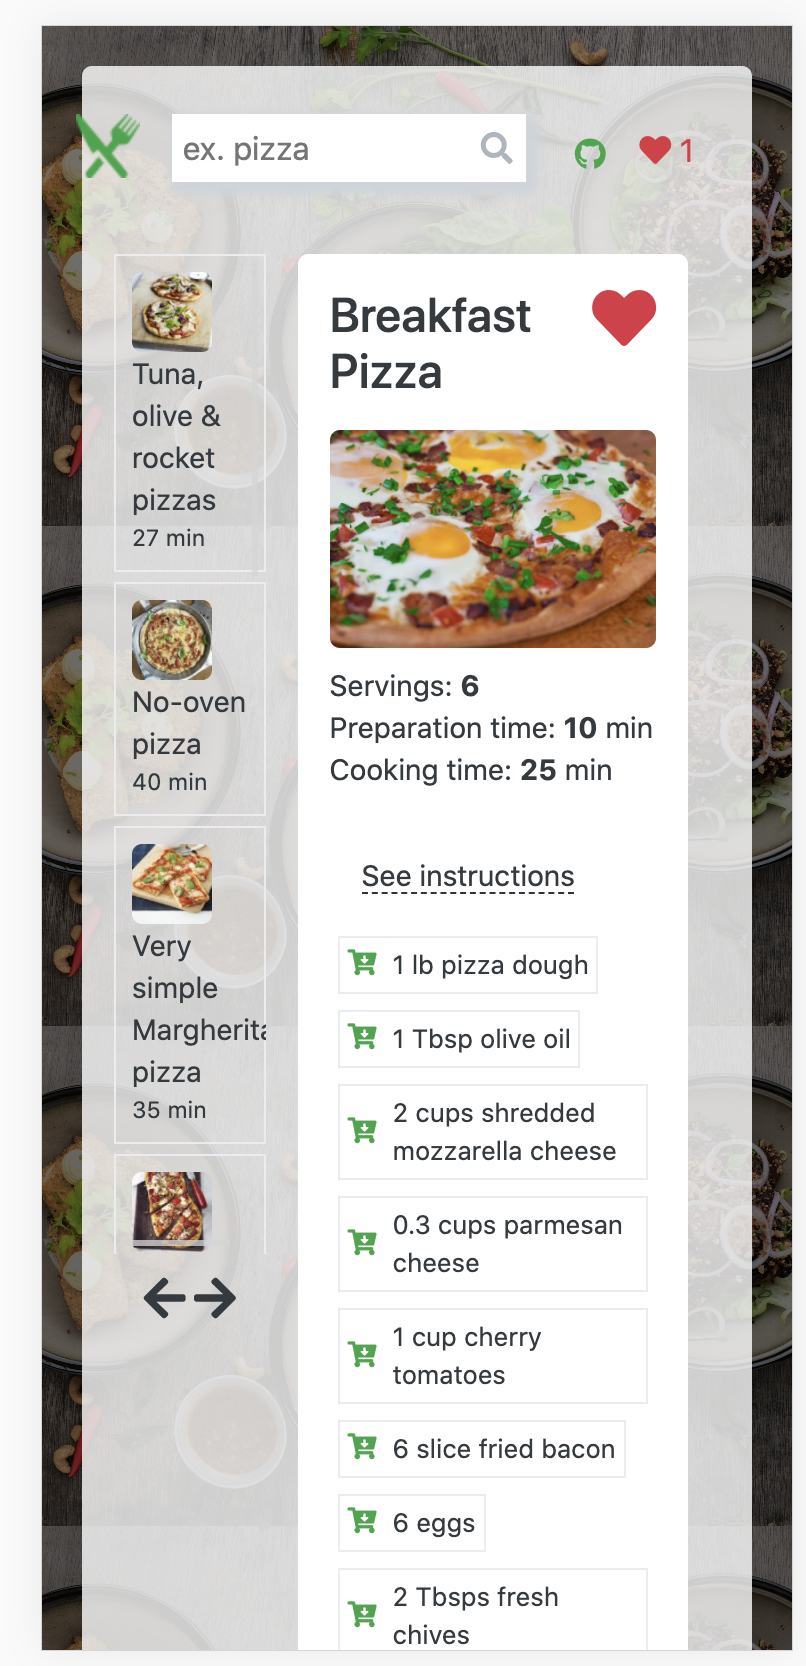 ex. pizza
1
Tuna,
olive &
rocket
pizzas
27 min
No-oven
pizza
40 min
Very
simple
Margherita
pizza
35 min
Breakfast
Pizza
Servings: 6
Preparation time: 10 min
Cooking time: 25 min
See instructions
1 lb pizza dough
1 Tbsp olive oil
2 cups shredded
mozzarella cheese
0.3 cups parmesan
cheese
1 cup cherry
tomatoes
6 slice fried bacon
6 eggs
2 Tbsps fresh
chives